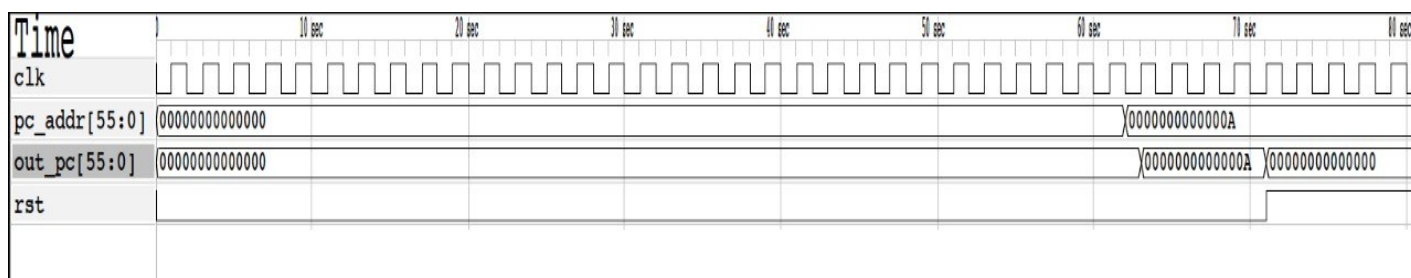 Time 0 10 sec 20 sec 30 sec 40 sec 50 sec 60 sec 70 sec 80 sec
clk
pc_addr[55:0] 00000000000000 0000000000000A
out_pc[55:0] 00000000000000 0000000000000A 00000000000000
rst